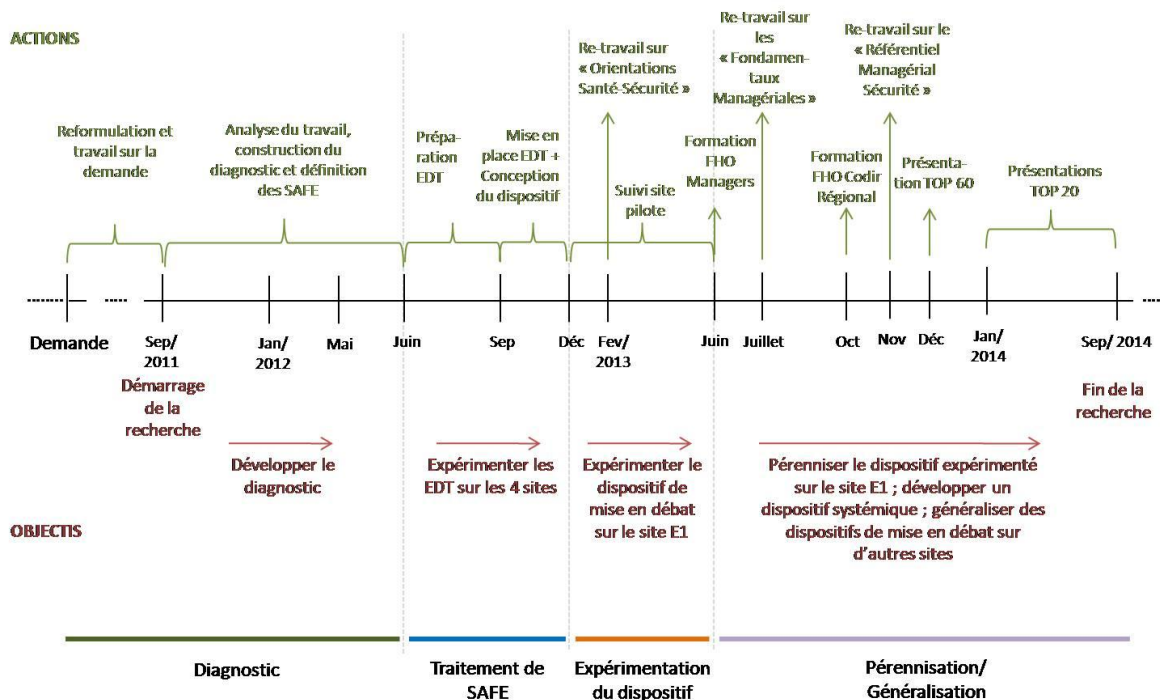 ACTIONS
Reformulation et
travail sur la
demande
Analyse du travail,
construction du
diagnostic et définition
des SAFE
Prépa-
ration
EDT
Mise en
place EDT +
Conception
du dispositif
Re-travail sur
« Orientations
Santé-Sécurité »
Suivi site
pilote
Formation
FHO
Managers
Re-travail sur
les
« Fondamen-
taux
Managériales »
Formation
FHO Codir
Régional
Re-travail sur le
« Référentiel
Managérial
Sécurité »
Présenta-
tion TOP 60
Présentations
TOP 20
Demande
Sep/
2011
Jan/
2012
Mai
Juin
Sep
Déc
Fev/
2013
Juin
Juillet
Oct
Nov
Déc
Jan/
2014
Sep/ 2014
Démarrage
de la
recherche
Fin de la
recherche
Développer le
diagnostic
Expérimenter les
EDT sur les 4 sites
Expérimenter le
dispositif de
mise en débat
sur le site E1
Pérenniser le dispositif expérimenté
sur le site E1 ; développer un
dispositif systémique ; généraliser des
dispositifs de mise en débat sur
d'autres sites
OBJECTIS
Diagnostic
Traitement de
SAFE
Expérimentation
du dispositif
Pérennisation/
Généralisation